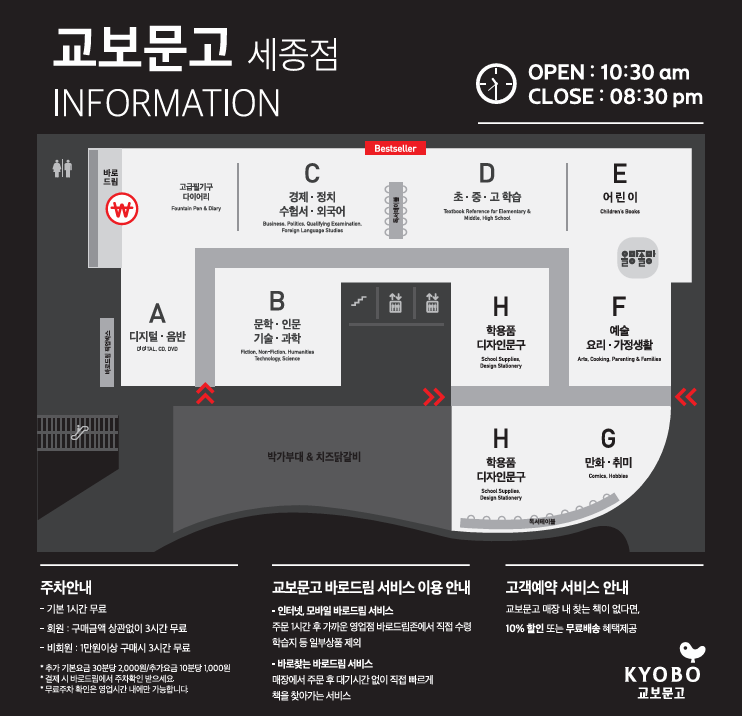 교보문고 세종점
INFORMATION
OPEN : 10:30 am
CLOSE : 08:30 pm
Bestseller
바로
드림
₩
고급필기구
다이어리
Fountain Pen & Diary
C
경제 · 정치
수험서 · 외국어
Business, Politics, Qualifying Examination,
Foreign Language Studies
독서테이블
D
초 · 중 · 고 학습
Textbook Reference for Elementary &
Middle, High School
E
어린이
Children's Books
올망졸망
A
디지털 · 음반
DIGITAL, CD, DVD
B
문학 · 인문
기술 · 과학
Fiction, Non-Fiction, Humanities
Technology, Science
H
학용품
디자인문구
School Supplies,
Design Stationery
F
예술
요리 · 가정생활
Arts, Cooking, Parenting & Families
바로드림 픽업박스
박가부대 & 치즈닭갈비
H
학용품
디자인문구
School Supplies,
Design Stationery
G
만화 · 취미
Comics, Hobbies
독서테이블
주차안내
- 기본 1시간 무료
- 회원 : 구매금액 상관없이 3시간 무료
- 비회원 : 1만원이상 구매시 3시간 무료
* 추가 기본요금 30분당 2,000원/추가요금 10분당 1,000원
* 결제 시 바로드림에서 주차확인 받으세요.
* 무료주차 확인은 영업시간 내에만 가능합니다.
교보문고 바로드림 서비스 이용 안내
- 인터넷, 모바일 바로드림 서비스
주문 1시간 후 가까운 영업점 바로드림존에서 직접 수령
학습지 등 일부상품 제외
- 바로찾는 바로드림 서비스
매장에서 주문 후 대기시간 없이 직접 빠르게
책을 찾아가는 서비스
고객예약 서비스 안내
교보문고 매장 내 찾는 책이 없다면,
10% 할인 또는 무료배송 혜택제공
KYOBO
교보문고